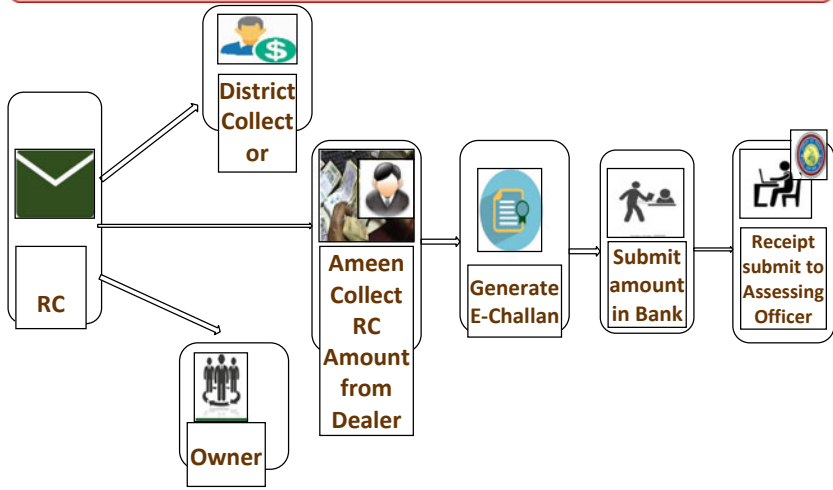 District
Collect
or
RC
Ameen
Collect
RC
Amount
from
Dealer
Generate
E-Challan
Submit
amount
in Bank
Receipt
submit to
Assessing
Officer
Owner